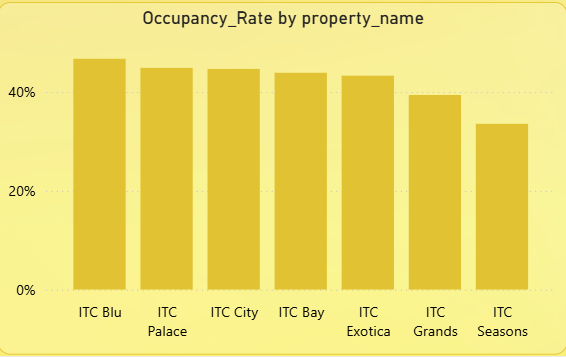 Occupancy_Rate by property_name
40%
20%
0%
ITC Blu
ITC
Palace
ITC City
ITC Bay
ITC
Exotica
ITC
Grands
ITC
Seasons